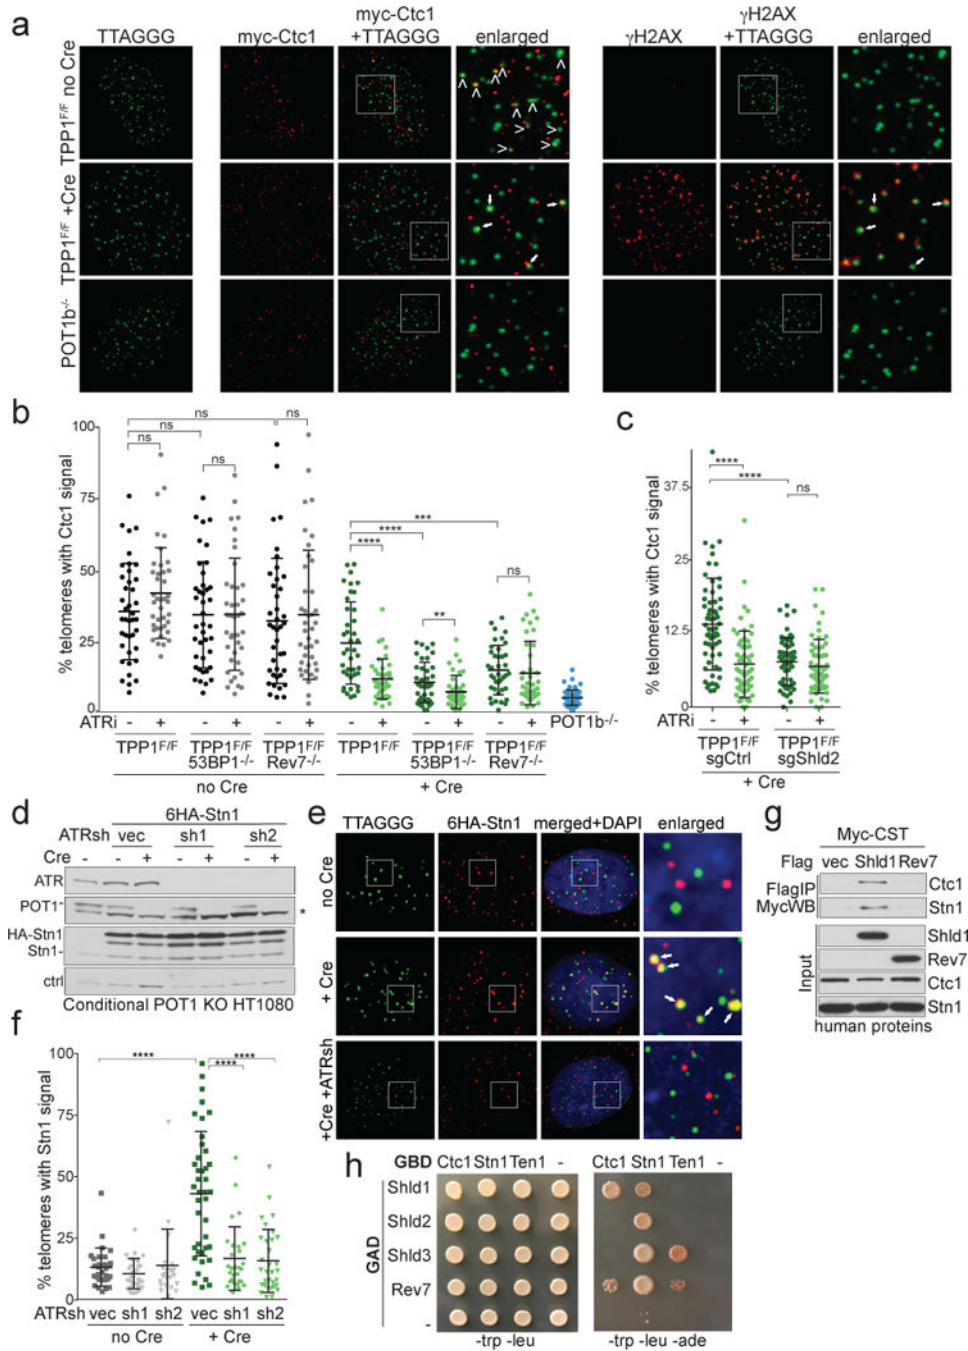 a
myc-Ctc1
γH2AX
TTAGGG
myc-Ctc1
+TTAGGG
enlarged
γH2AX
+TTAGGG
enlarged
TPP1F/F no Cre
TPP1F/F +Cre
POT1b-/-
b
% telomeres with Ctc1 signal
100
75
50
25
0
ns
ns
ns
ns
ns
***
****
****
**
ns
ATRi
- + - + - + - + - + - +
POT1b-/-
TPP1F/F
TPP1F/F 53BP1-/-
TPP1F/F Rev7-/-
TPP1F/F
TPP1F/F 53BP1-/-
TPP1F/F Rev7-/-
no Cre
+ Cre
c
% telomeres with Ctc1 signal
37.5
25
12.5
0
****
****
ns
ATRi
- + - +
TPP1F/F sgCtrl
TPP1F/F sgShld2
+ Cre
d
6HA-Stn1
ATRsh - vec sh1 sh2
Cre - - + - + - +
ATR
POT1-
*
HA-Stn1
Stn1-
ctrl
Conditional POT1 KO HT1080
e
TTAGGG 6HA-Stn1 merged+DAPI enlarged
no Cre
+ Cre
+Cre +ATRsh
f
% telomeres with Stn1 signal
100
75
50
25
0
****
****
****
ATRsh vec sh1 sh2 vec sh1 sh2
no Cre
+ Cre
g
Myc-CST
Flag vec Shld1 Rev7
FlagIP
MycWB
Ctc1
Stn1
Input
Shld1
Rev7
Ctc1
Stn1
human proteins
h
GBD
Ctc1 Stn1 Ten1 -
Ctc1 Stn1 Ten1 -
GAD
Shld1
Shld2
Shld3
Rev7
-
-trp -leu
-trp -leu -ade